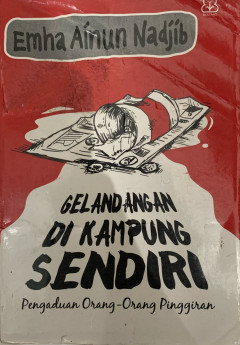 Emha Ainun Nadjib
GELANDANGAN
DI KAMPUNG
SENDIRI
Pengaduan Orang-Orang Pinggiran